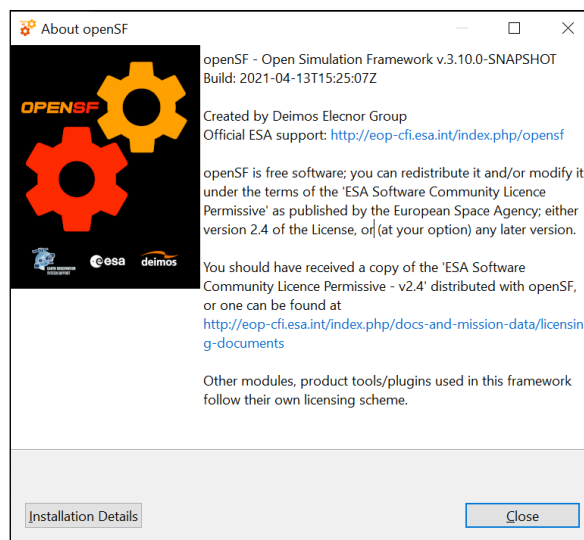 About openSF
openSF - Open Simulation Framework v.3.10.0-SNAPSHOT
Build: 2021-04-13T15:25:07Z
Created by Deimos Elecnor Group
Official ESA support: http://eop-cfi.esa.int/index.php/opensf
openSF is free software; you can redistribute it and/or modify it
under the terms of the 'ESA Software Community Licence
Permissive' as published by the European Space Agency; either
version 2.4 of the License, or (at your option) any later version.
You should have received a copy of the 'ESA Software
Community Licence Permissive - v2.4' distributed with openSF,
or one can be found at
http://eop-cfi.esa.int/index.php/docs-and-mission-data/licensin
g-documents
Other modules, product tools/plugins used in this framework
follow their own licensing scheme.
OPENSF
EARTH OBSERVATION
SYSTEM SUPPORT
esa
deimos
Installation Details
Close